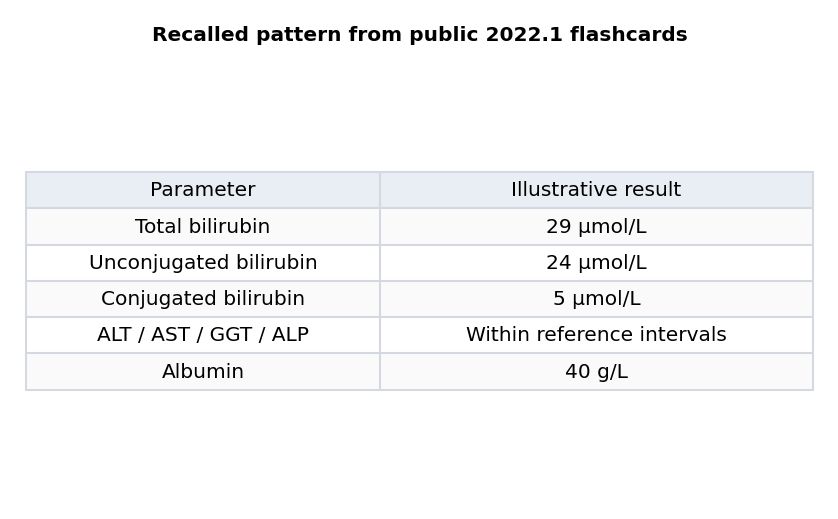 Recalled pattern from public 2022.1 flashcards
Parameter Illustrative result
Total bilirubin 29 μmol/L
Unconjugated bilirubin 24 μmol/L
Conjugated bilirubin 5 μmol/L
ALT / AST / GGT / ALP Within reference intervals
Albumin 40 g/L